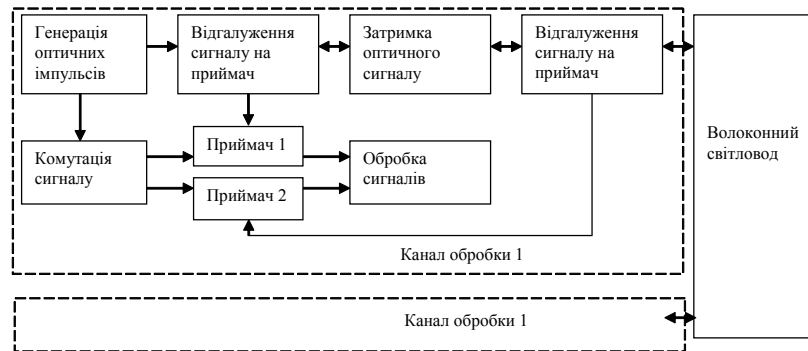 Генерація
оптичних
імпульсів
Відгалуження
сигналу на
приймач
Затримка
оптичного
сигналу
Відгалуження
сигналу на
приймач
Волоконний
світловод
Комутація
сигналу
Приймач 1
Приймач 2
Обробка
сигналів
Канал обробки 1
Канал обробки 1